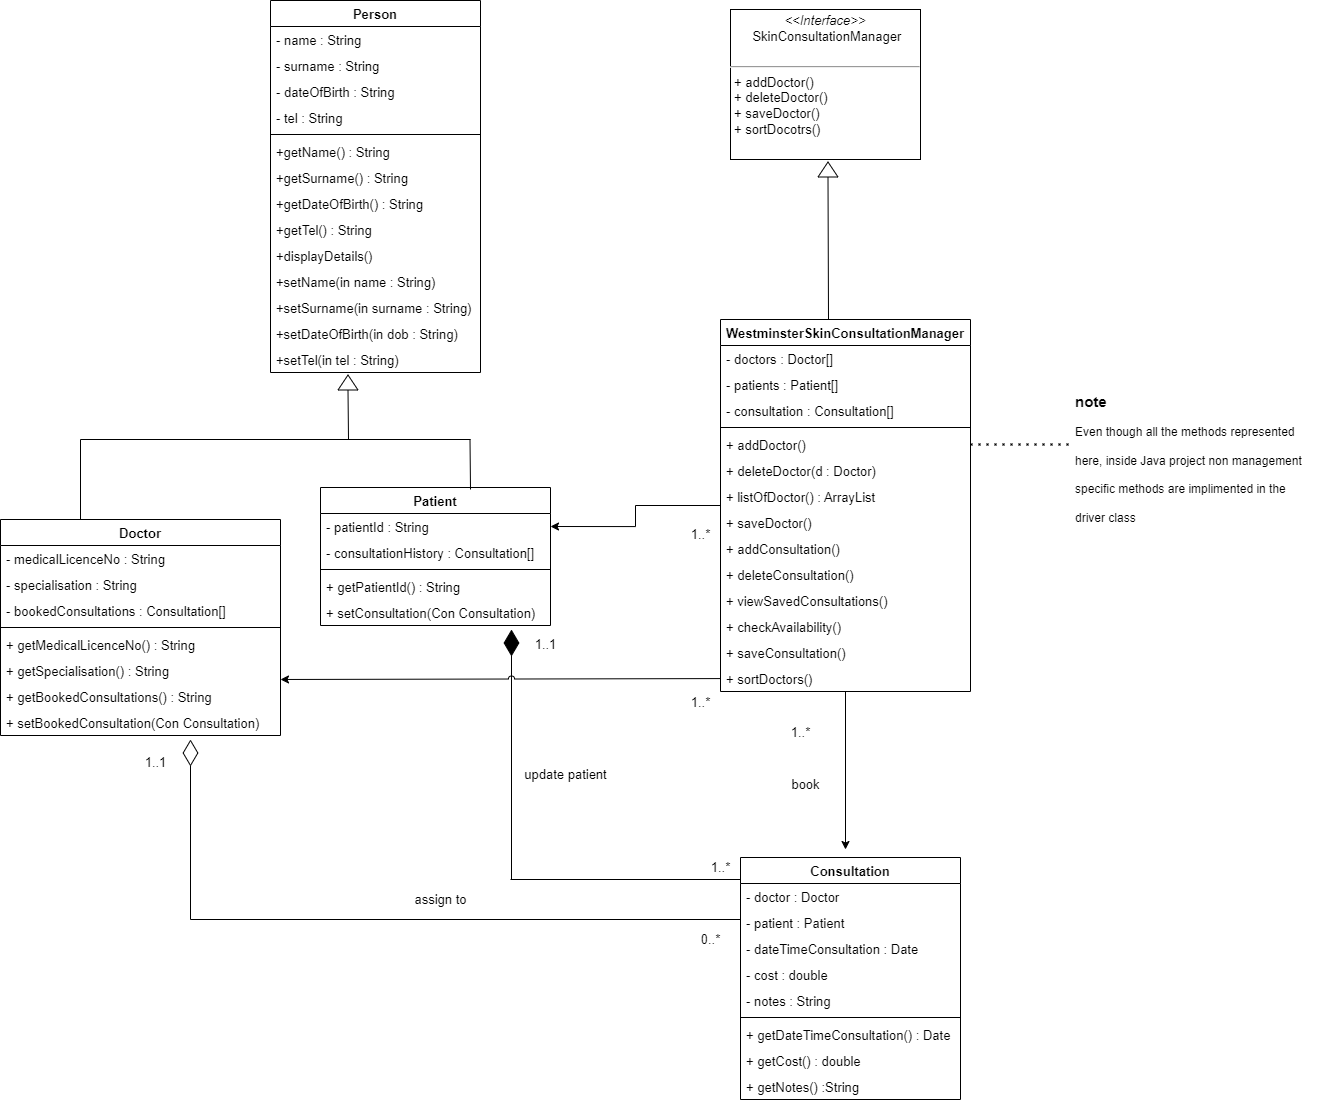 Person
- name : String
- surname : String
- dateOfBirth : String
- tel : String
+getName() : String
+getSurname() : String
+getDateOfBirth() : String
+getTel() : String
+displayDetails()
+setName(in name : String)
+setSurname(in surname : String)
+setDateOfBirth(in dob : String)
+setTel(in tel : String)
<<Interface>>
SkinConsultationManager
+ addDoctor()
+ deleteDoctor()
+ saveDoctor()
+ sortDocotrs()
WestminsterSkinConsultationManager
- doctors : Doctor[]
- patients : Patient[]
- consultation : Consultation[]
+ addDoctor()
+ deleteDoctor(d : Doctor)
+ listOfDoctor() : ArrayList
+ saveDoctor()
+ addConsultation()
+ deleteConsultation()
+ viewSavedConsultations()
+ checkAvailability()
+ saveConsultation()
+ sortDoctors()
note
Even though all the methods represented
here, inside Java project non management
specific methods are implimented in the
driver class
Patient
- patientId : String
- consultationHistory : Consultation[]
+ getPatientId() : String
+ setConsultation(Con Consultation)
Doctor
- medicalLicenceNo : String
- specialisation : String
- bookedConsultations : Consultation[]
+ getMedicalLicenceNo() : String
+ getSpecialisation() : String
+ getBookedConsultations() : String
+ setBookedConsultation(Con Consultation)
1..*
1..1
1..*
1..1
1..*
update patient
book
1..*
assign to
0..*
Consultation
- doctor : Doctor
- patient : Patient
- dateTimeConsultation : Date
- cost : double
- notes : String
+ getDateTimeConsultation() : Date
+ getCost() : double
+ getNotes() :String